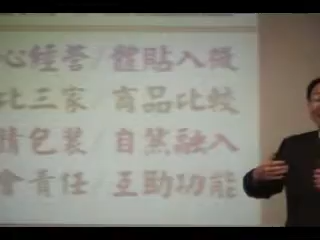 心經營/體貼入微
比三家/商品比較
精包裝/自然融入
會責任/互助功能